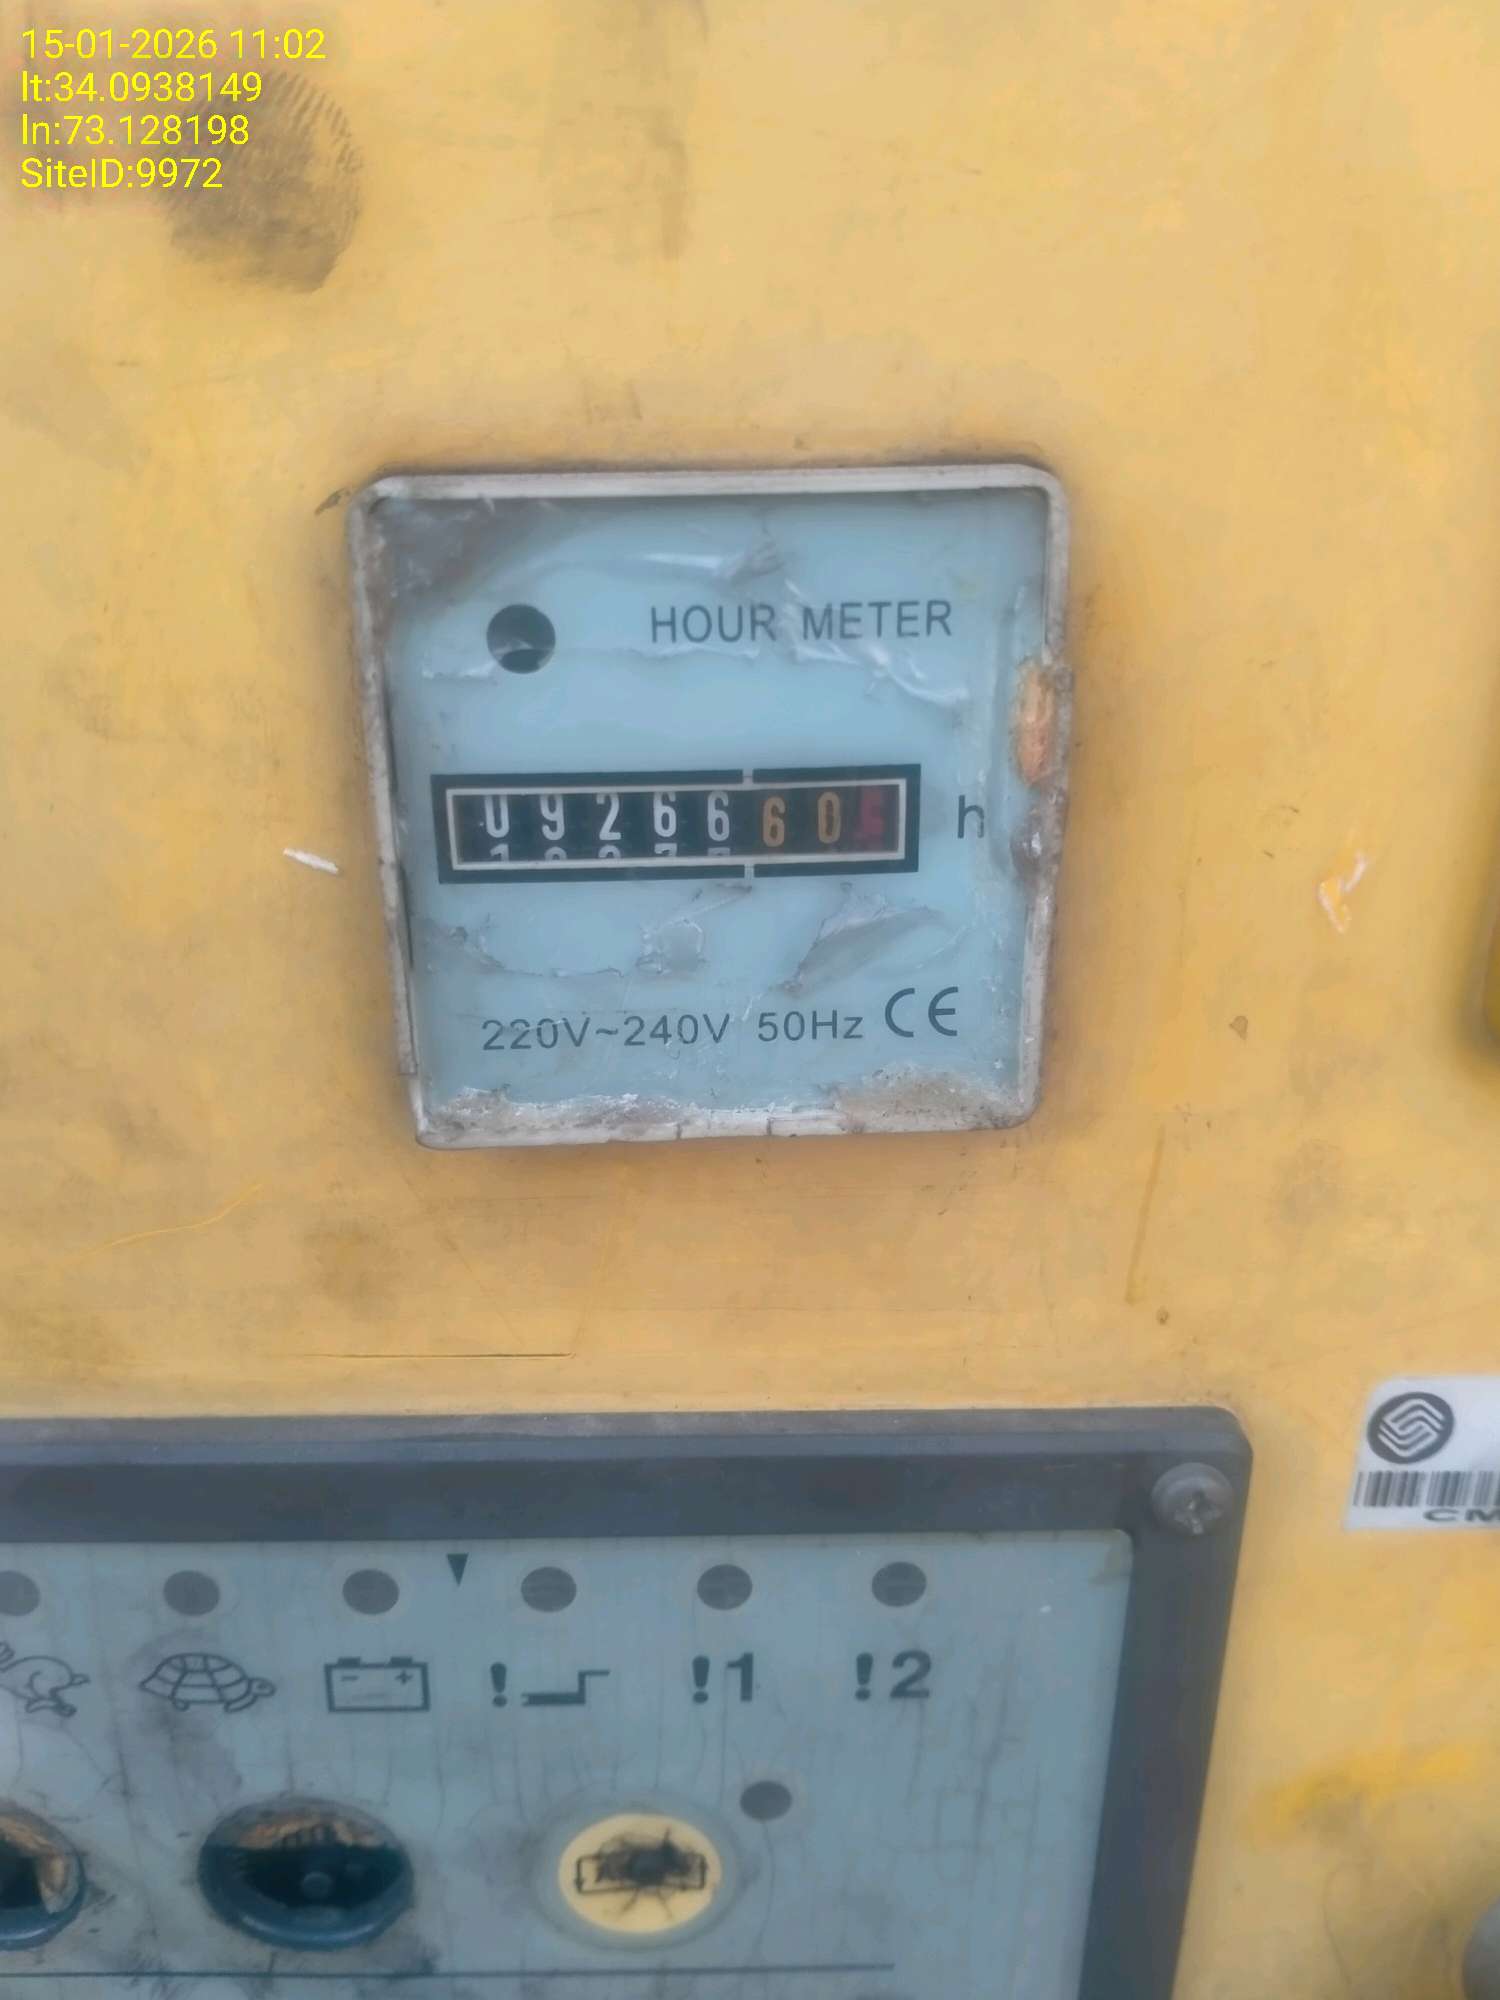 15-01-2026 11:02
lt:34.0938149
ln:73.128198
SiteID:9972
HOUR METER
0926660
h
220V~240V 50Hz CE
!1 !2